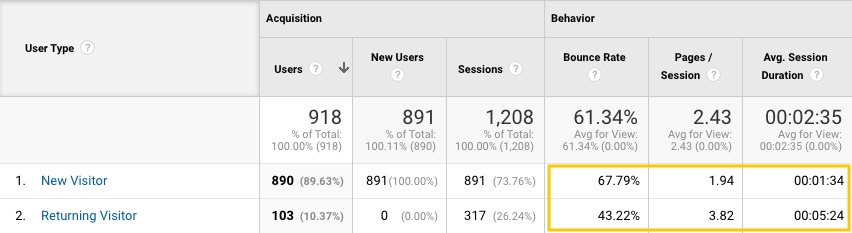 Acquisition Behavior
User Type ? Users ? ↓ New Users ? Sessions ? Bounce Rate ? Pages / Session ? Avg. Session Duration ?
918 891 1,208 61.34% 2.43 00:02:35
% of Total: % of Total: % of Total: Avg for View: Avg for View: Avg for View:
100.00% (918) 100.11% (890) 100.00% (1,208) 61.34% (0.00%) 2.43 (0.00%) 00:02:35 (0.00%)
1. New Visitor 890 (89.63%) 891(100.00%) 891 (73.76%) 67.79% 1.94 00:01:34
2. Returning Visitor 103 (10.37%) 0 (0.00%) 317 (26.24%) 43.22% 3.82 00:05:24